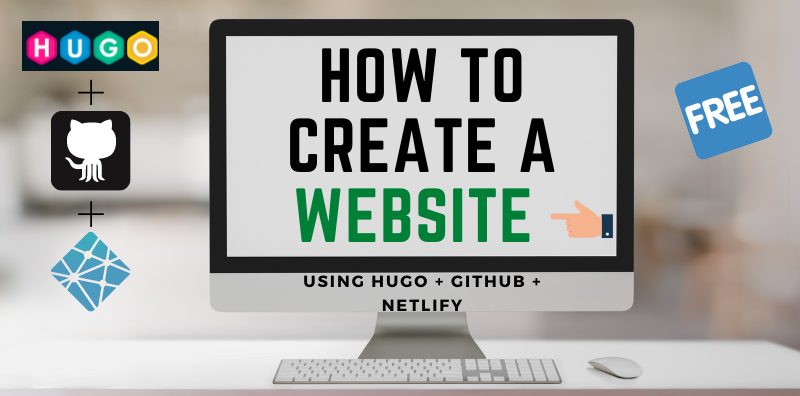 HUGO
+
+
HOW TO
CREATE A
WEBSITE
USING HUGO + GITHUB +
NETLIFY
FREE